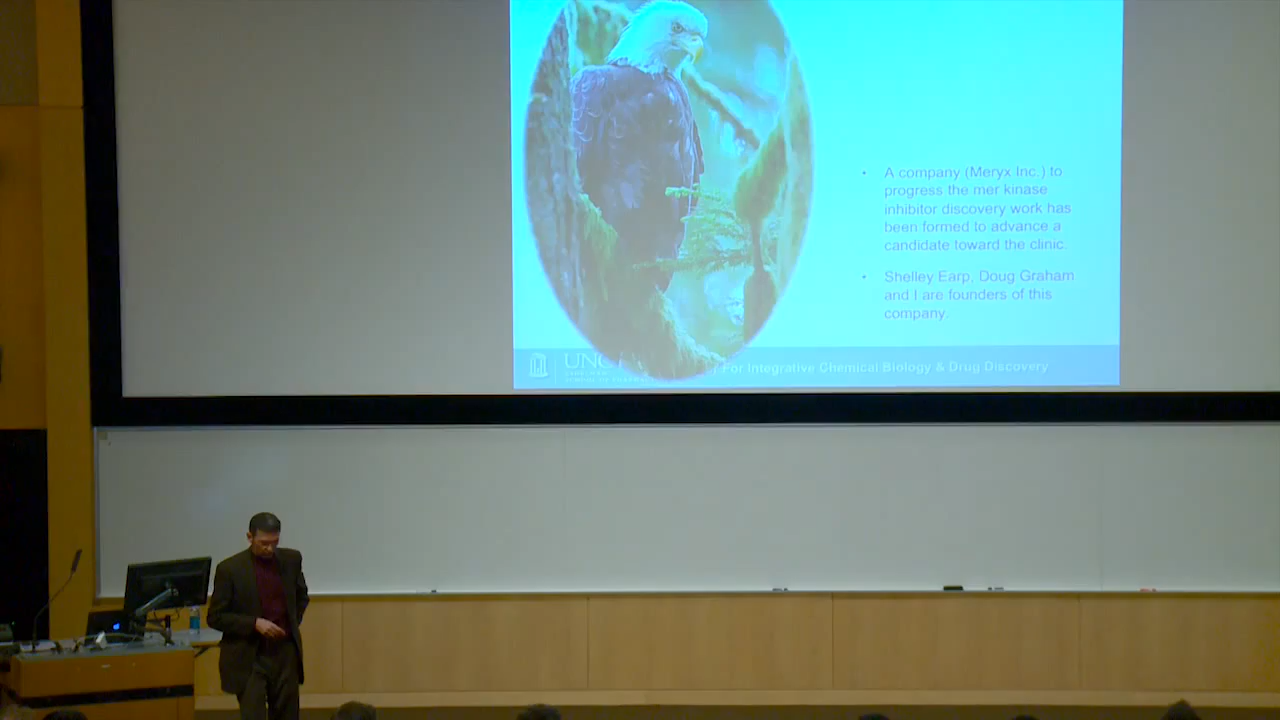 • A company (Meryx Inc.) to
progress the mer kinase
inhibitor discovery work has
been formed to advance a
candidate toward the clinic.
• Shelley Earp, Doug Graham
and I are founders of this
company.
UNC
For Integrative Chemical Biology & Drug Discovery